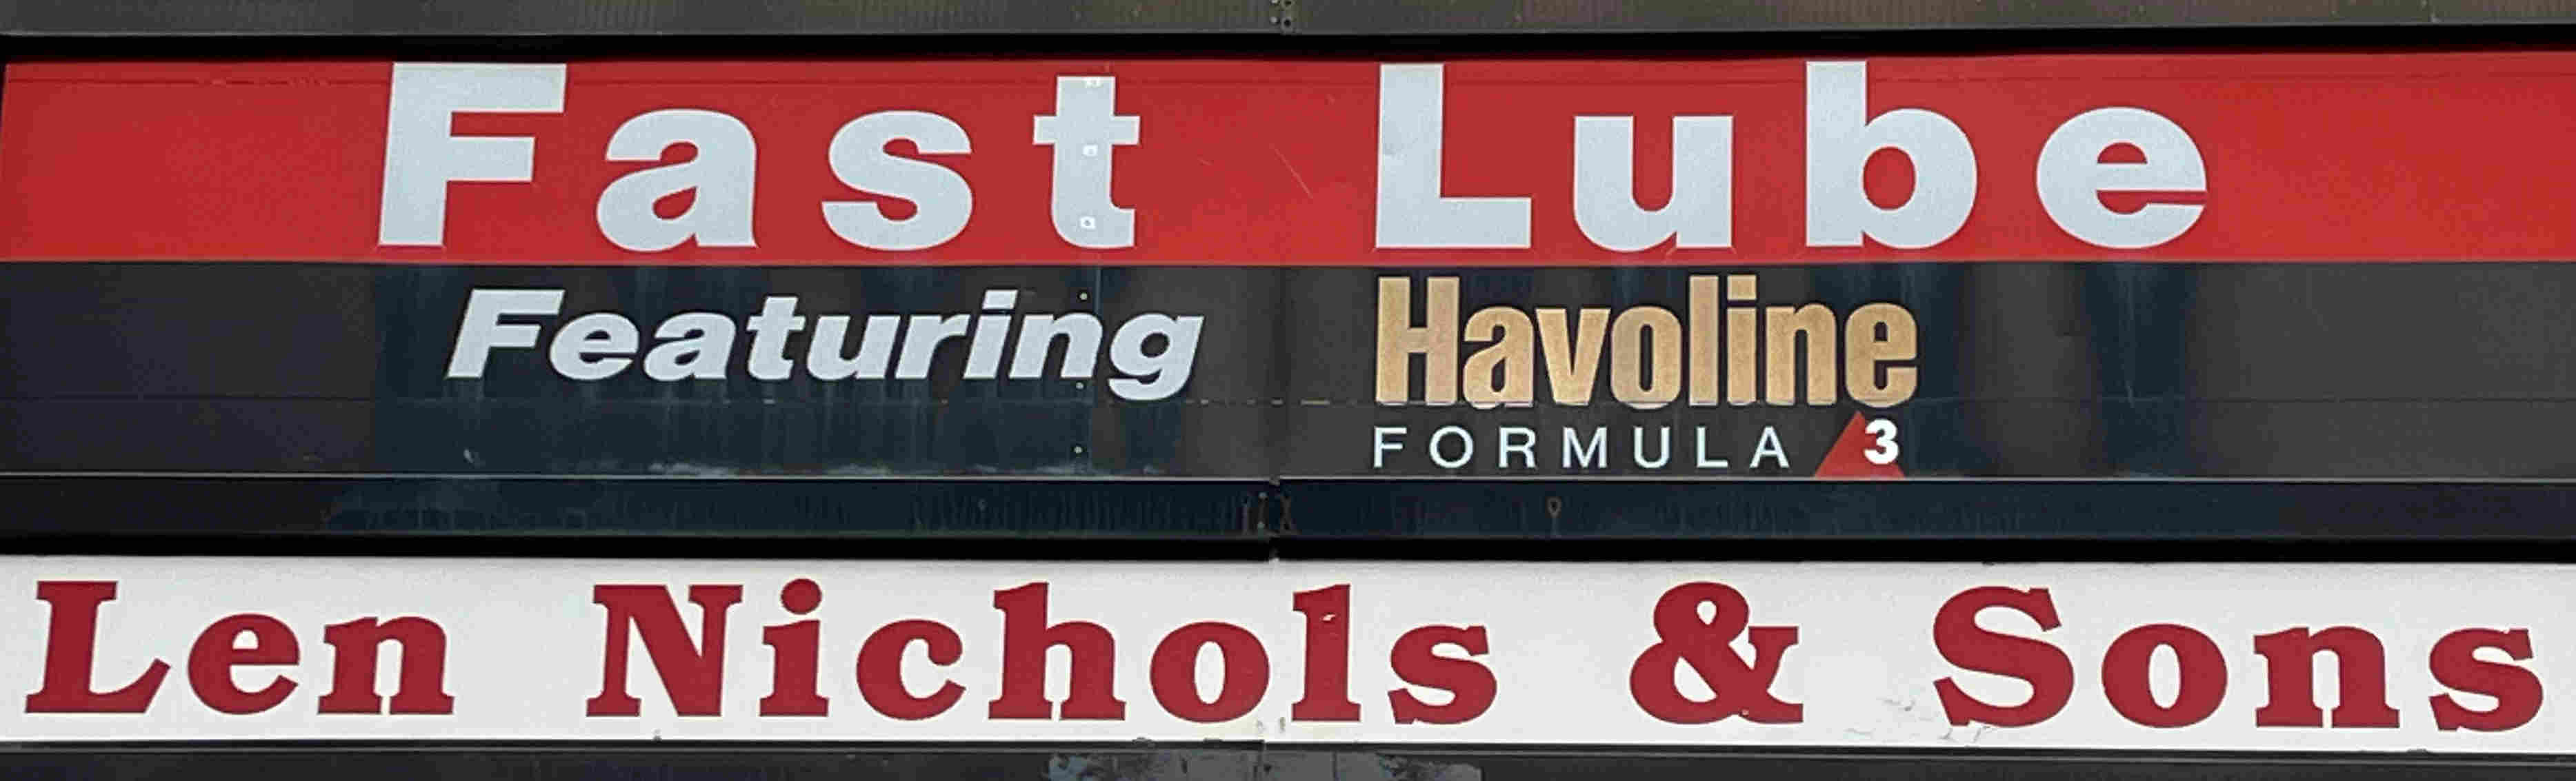 Fast Lube
Featuring Havoline
FORMULA 3
Len Nichols & Sons